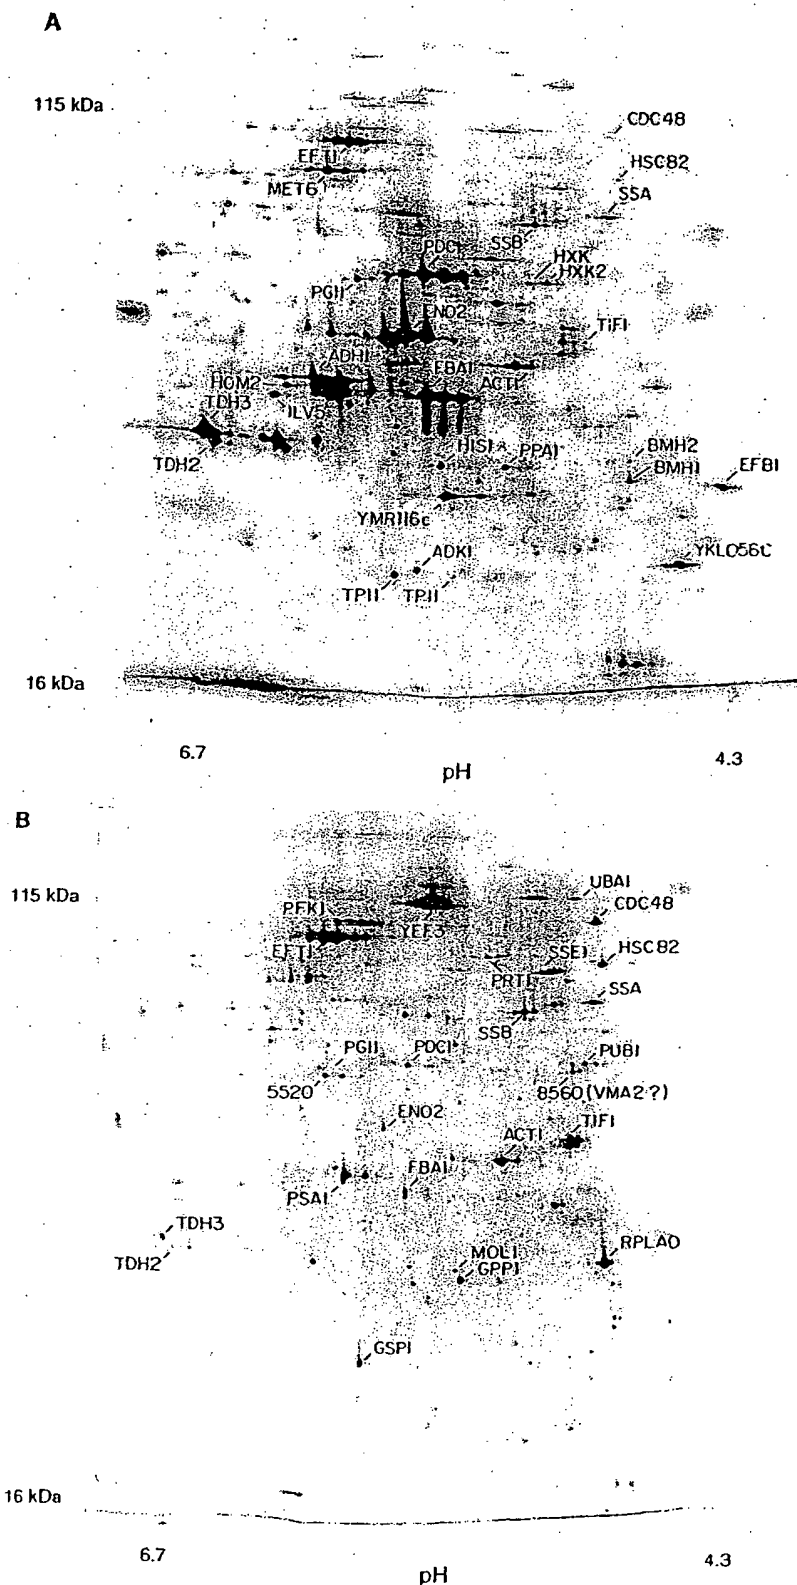 A
115 kDa
CDC48
EFT1
HSC82
MET6
SSA
PDC1
SSB
HXK
HXK2
PGI1
ENO2
TIF1
ADH1
FBA1
HOM2
ACT1
TDH3
ILV5
HIS1
PPA1
BMH2
TDH2
BMH1
EFB1
YMR116c
ADK1
YKL056C
TPI1
TPI1
16 kDa
6.7
4.3
pH
B
115 kDa
UBA1
PFK1
CDC48
YEF3
EFT1
SSE1
HSC82
PRT1
SSA
SSB
PGI1
PDC1
PUB1
5520
8560 (VMA2?)
ENO2
TIF1
ACT1
FBA1
PSA1
TDH3
RPLA0
TDH2
MOL1
GPP1
GSP1
16 kDa
6.7
4.3
pH